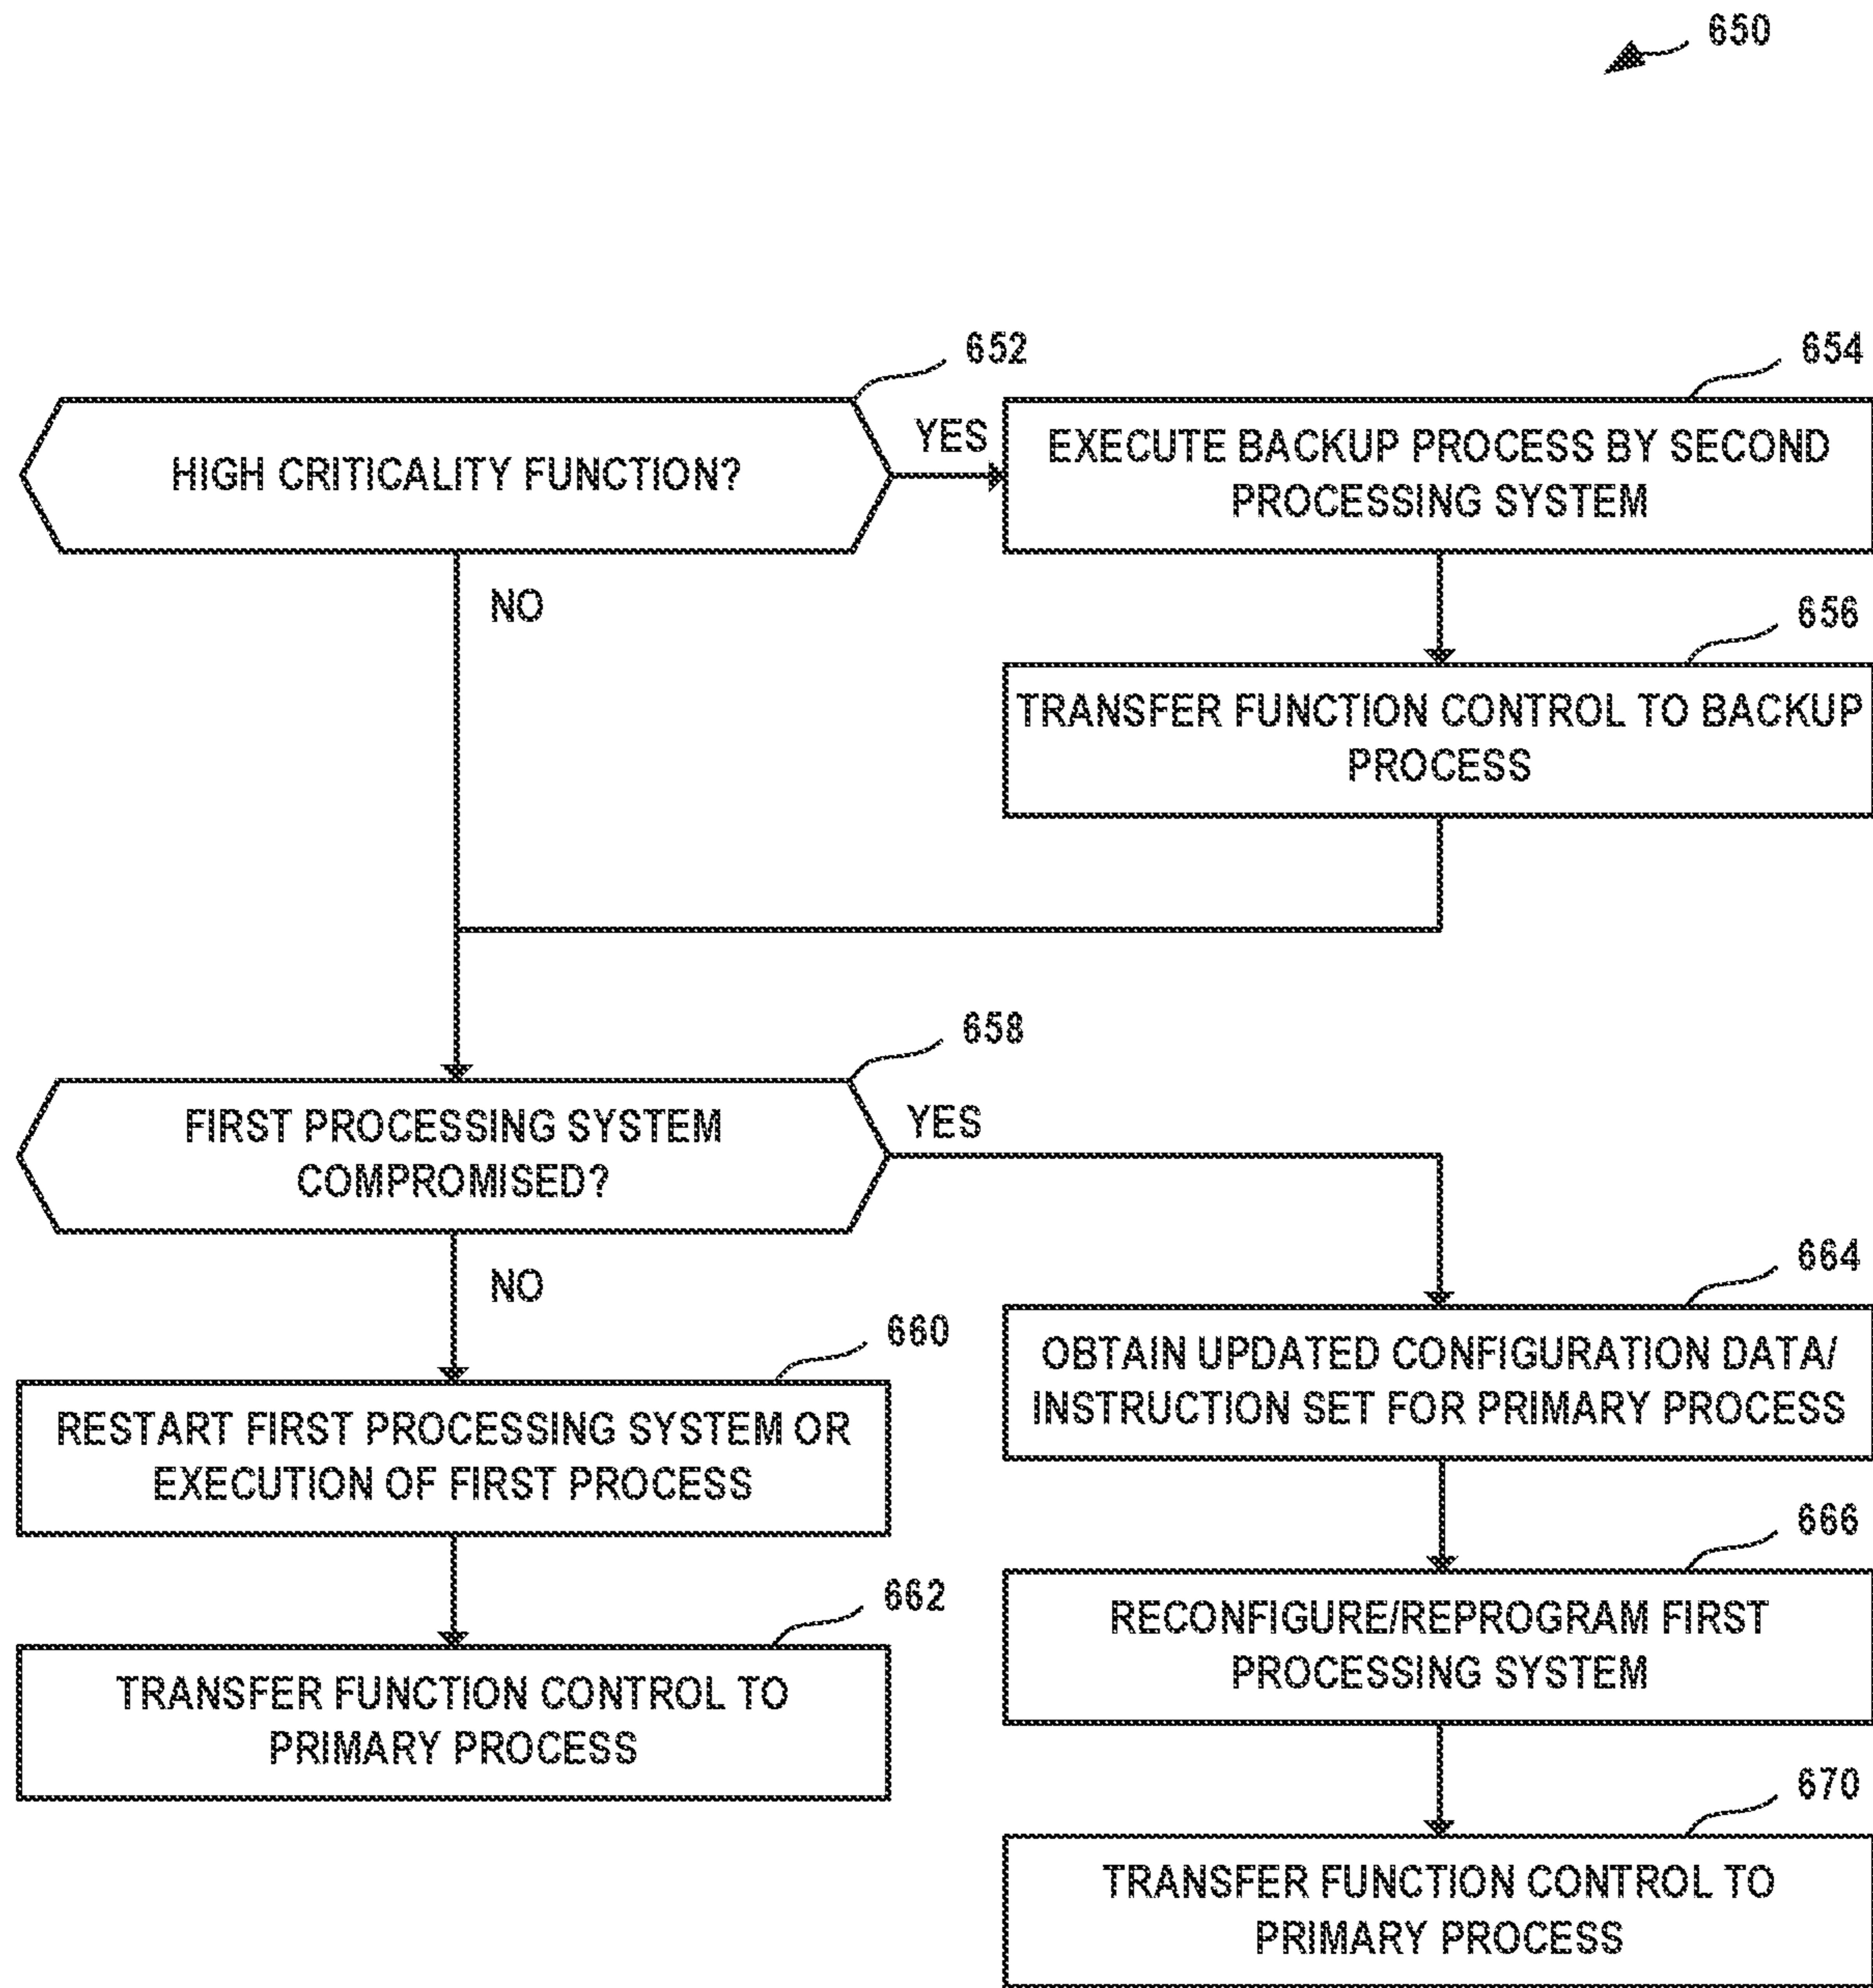 650
652
HIGH CRITICALITY FUNCTION?
YES
NO
654
EXECUTE BACKUP PROCESS BY SECOND
PROCESSING SYSTEM
656
TRANSFER FUNCTION CONTROL TO BACKUP
PROCESS
658
FIRST PROCESSING SYSTEM
COMPROMISED?
YES
NO
660
RESTART FIRST PROCESSING SYSTEM OR
EXECUTION OF FIRST PROCESS
662
TRANSFER FUNCTION CONTROL TO
PRIMARY PROCESS
664
OBTAIN UPDATED CONFIGURATION DATA/
INSTRUCTION SET FOR PRIMARY PROCESS
666
RECONFIGURE/REPROGRAM FIRST
PROCESSING SYSTEM
670
TRANSFER FUNCTION CONTROL TO
PRIMARY PROCESS